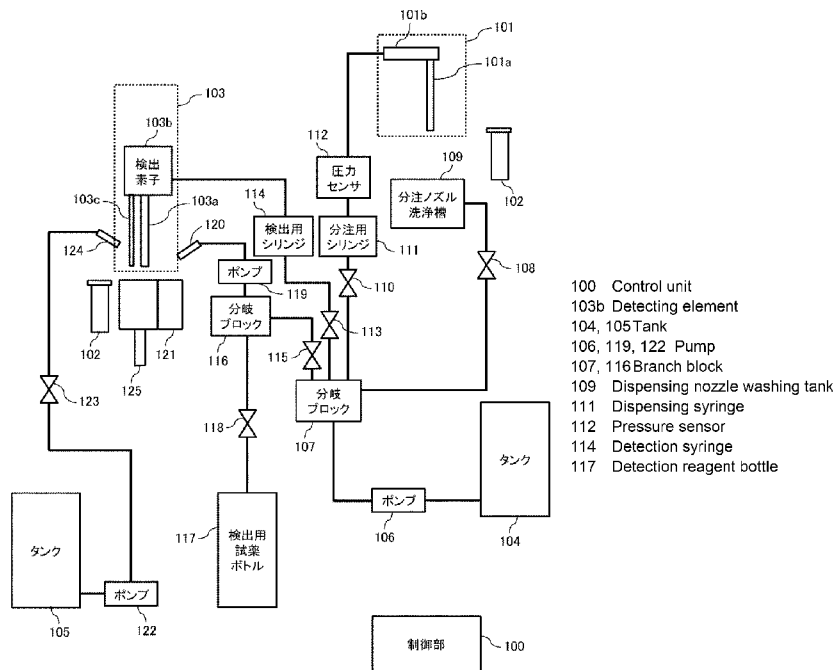 101b
101
101a
103
103b
検出
素子
112
圧力
センサ
109
分注ノズル
洗浄槽
102
103c
103a
114
検出用
シリンジ
分注用
シリンジ
111
120
124
108
ポンプ
119
110
分岐
ブロック
113
102
121
116
115
125
123
分岐
ブロック
107
118
タンク
117
検出用
試薬
ボトル
ポンプ
106
104
タンク
ポンプ
105
122
制御部
100
100 Control unit
103b Detecting element
104, 105 Tank
106, 119, 122 Pump
107, 116 Branch block
109 Dispensing nozzle washing tank
111 Dispensing syringe
112 Pressure sensor
114 Detection syringe
117 Detection reagent bottle